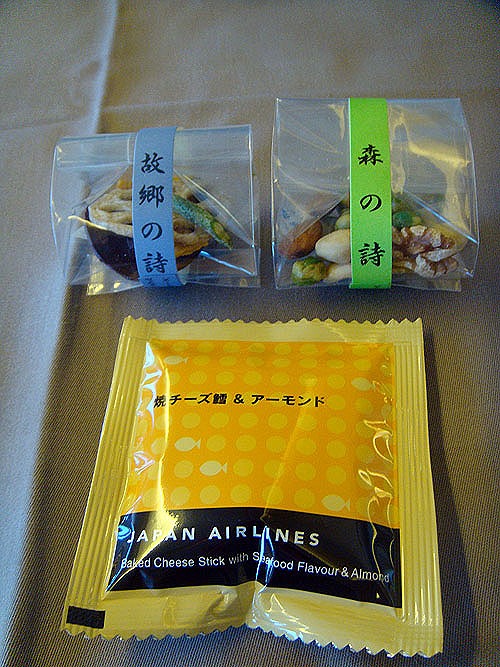 故郷の詩
森の詩
焼チーズ鱈 & アーモンド
JAPAN AIRLINES
Baked Cheese Stick with Seafood Flavour & Almond